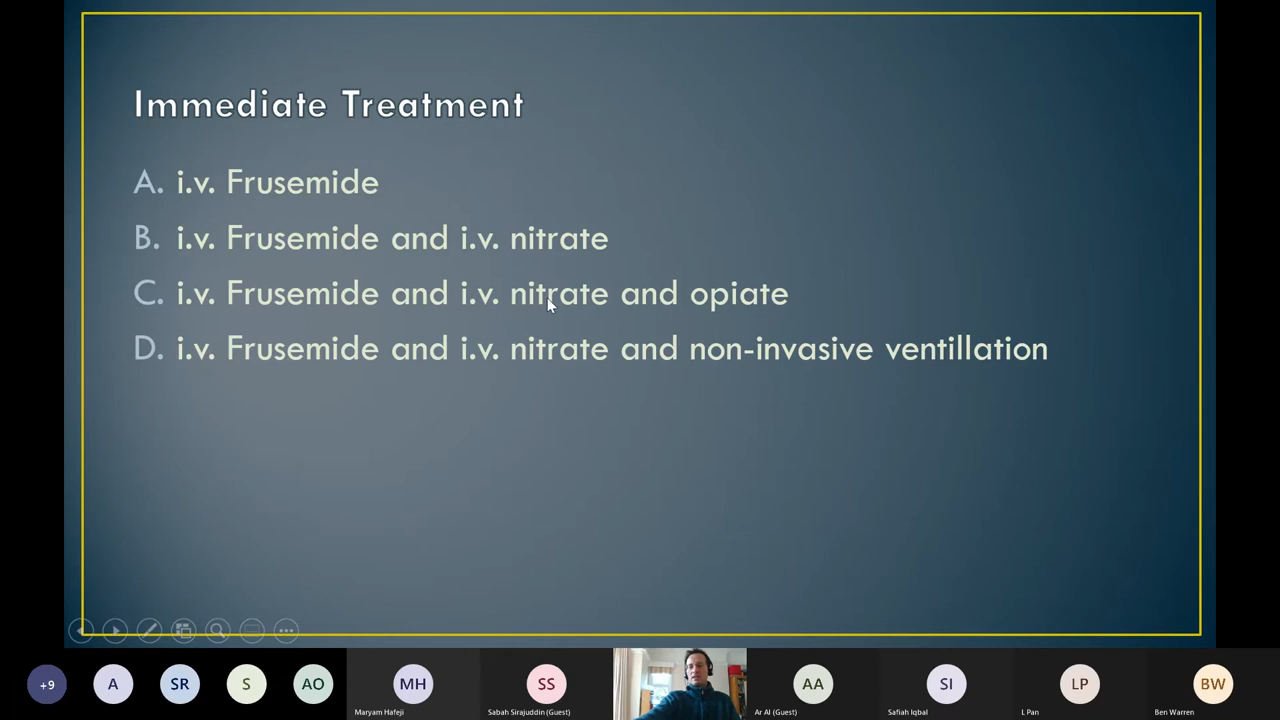 Immediate Treatment
A. i.v. Frusemide
B. i.v. Frusemide and i.v. nitrate
C. i.v. Frusemide and i.v. nitrate and opiate
D. i.v. Frusemide and i.v. nitrate and non-invasive ventillation
+9
A
SR
S
AO
MH
SS
AA
SI
LP
BW
Maryam Hafeji
Sabah Sirajuddin (Guest)
Ar Al (Guest)
Safiah Iqbal
L Pan
Ben Warren